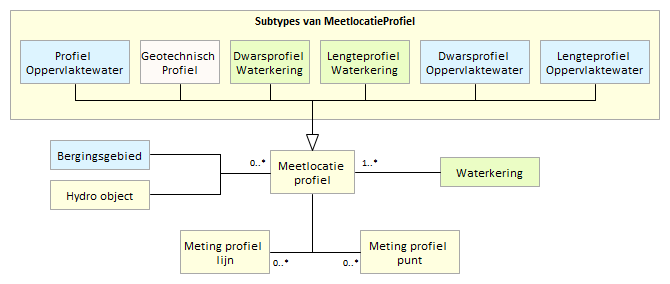 Subtypes van MeetlocatieProfiel
Profiel
Oppervlaktewater
Geotechnisch
Profiel
Dwarsprofiel
Waterkering
Lengteprofiel
Waterkering
Dwarsprofiel
Oppervlaktewater
Lengteprofiel
Oppervlaktewater
Bergingsgebied
Hydro object
0..*
Meetlocatie
profiel
1..*
Waterkering
Meting profiel
lijn
0..*
0..*
Meting profiel
punt